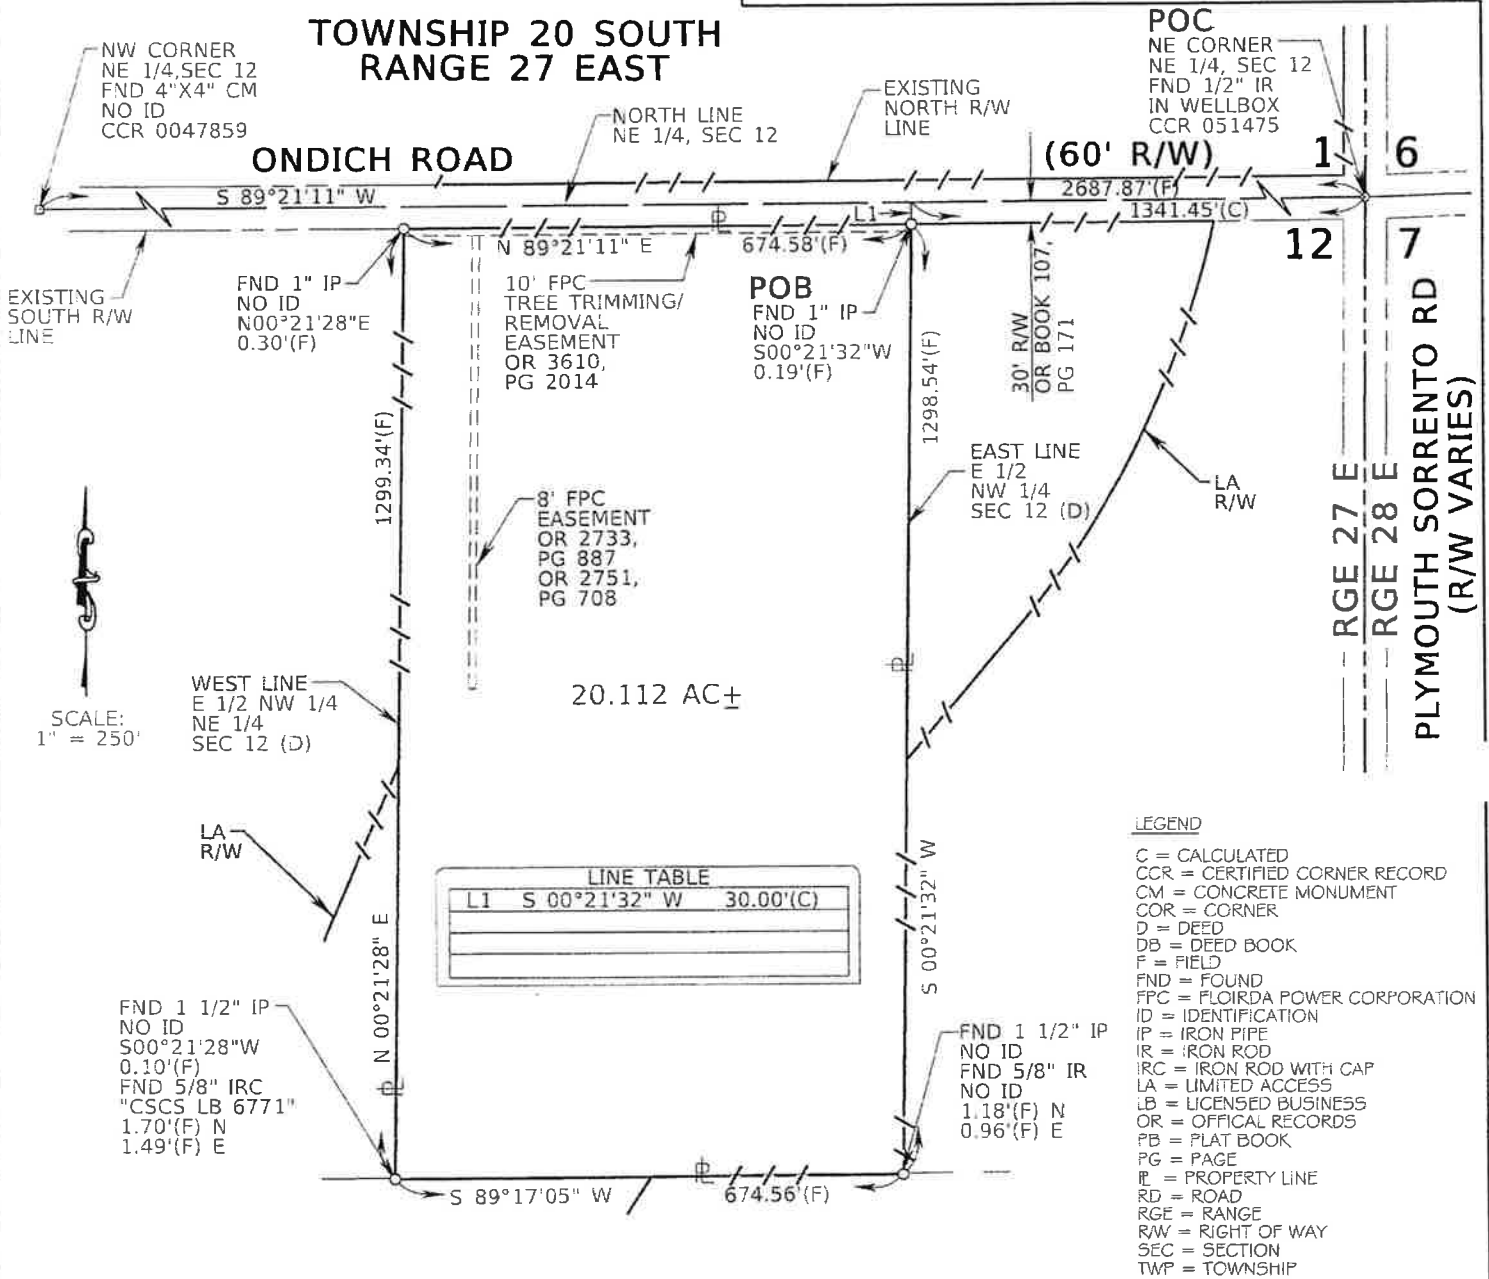 TOWNSHIP 20 SOUTH
RANGE 27 EAST
NW CORNER
NE 1/4,SEC 12
FND 4"X4" CM
NO ID
CCR 0047859
NORTH LINE
NE 1/4, SEC 12
EXISTING
NORTH R/W
LINE
POC
NE CORNER
NE 1/4, SEC 12
FND 1/2" IR
IN WELLBOX
CCR 051475
ONDICH ROAD
(60' R/W)
1
6
S 89°21'11" W
2687.87'(F)
L1
1341.45'(C)
12
7
N 89°21'11" E
674.58'(F)
EXISTING
SOUTH R/W
LINE
FND 1" IP
NO ID
N00°21'28"E
0.30'(F)
10' FPC
TREE TRIMMING/
REMOVAL
EASEMENT
OR 3610,
PG 2014
POB
FND 1" IP
NO ID
S00°21'32"W
0.19'(F)
30' R/W
OR BOOK 107,
PG 171
1299.34'(F)
1298.54'(F)
8' FPC
EASEMENT
OR 2733,
PG 887
OR 2751,
PG 708
EAST LINE
E 1/2
NW 1/4
SEC 12 (D)
LA
R/W
RGE 27 E
RGE 28 E
PLYMOUTH SORRENTO RD
(R/W VARIES)
SCALE:
1" = 250'
WEST LINE
E 1/2 NW 1/4
NE 1/4
SEC 12 (D)
20.112 AC±
LA
R/W
LINE TABLE
L1 S 00°21'32" W 30.00'(C)
N 00°21'28" E
S 00°21'32" W
FND 1 1/2" IP
NO ID
S00°21'28"W
0.10'(F)
FND 5/8" IRC
"CSCS LB 6771"
1.70'(F) N
1.49'(F) E
FND 1 1/2" IP
NO ID
FND 5/8" IR
NO ID
1.18'(F) N
0.96'(F) E
S 89°17'05" W
674.56'(F)
LEGEND
C = CALCULATED
CCR = CERTIFIED CORNER RECORD
CM = CONCRETE MONUMENT
COR = CORNER
D = DEED
DB = DEED BOOK
F = FIELD
FND = FOUND
FPC = FLOIRDA POWER CORPORATION
ID = IDENTIFICATION
IP = IRON PIPE
IR = IRON ROD
IRC = IRON ROD WITH CAP
LA = LIMITED ACCESS
LB = LICENSED BUSINESS
OR = OFFICAL RECORDS
PB = PLAT BOOK
PG = PAGE
PL = PROPERTY LINE
RD = ROAD
RGE = RANGE
R/W = RIGHT OF WAY
SEC = SECTION
TWP = TOWNSHIP